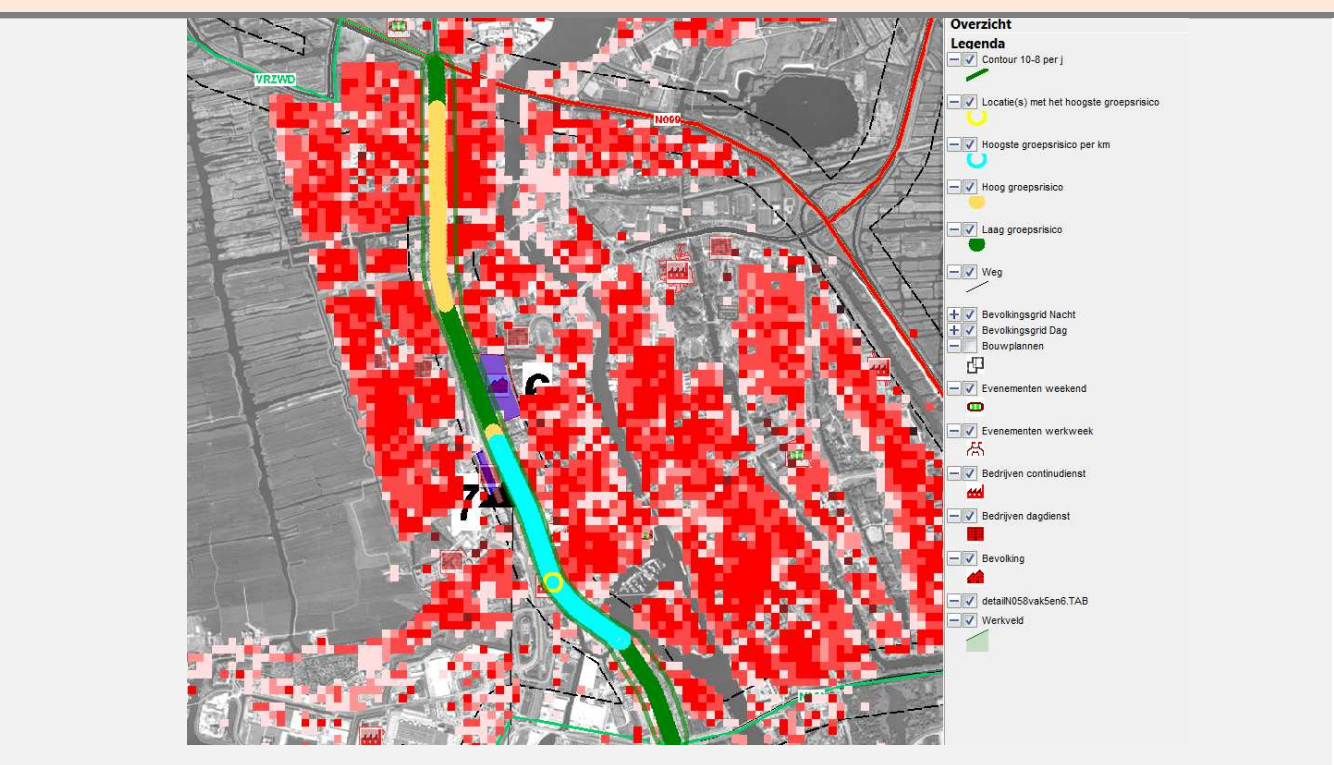 Overzicht
Legenda
Contour 10-8 per j
Locatie(s) met het hoogste groepsrisico
Hoogste groepsrisico per km
Hoog groepsrisico
Laag groepsrisico
Weg
Bevolkingsgrid Nacht
Bevolkingsgrid Dag
Bouwplannen
Evenementen weekend
Evenementen werkweek
Bedrijven continudienst
Bedrijven dagdienst
Bevolking
detailN058vak5en6.TAB
Werkveld
VRZWD
N099
7